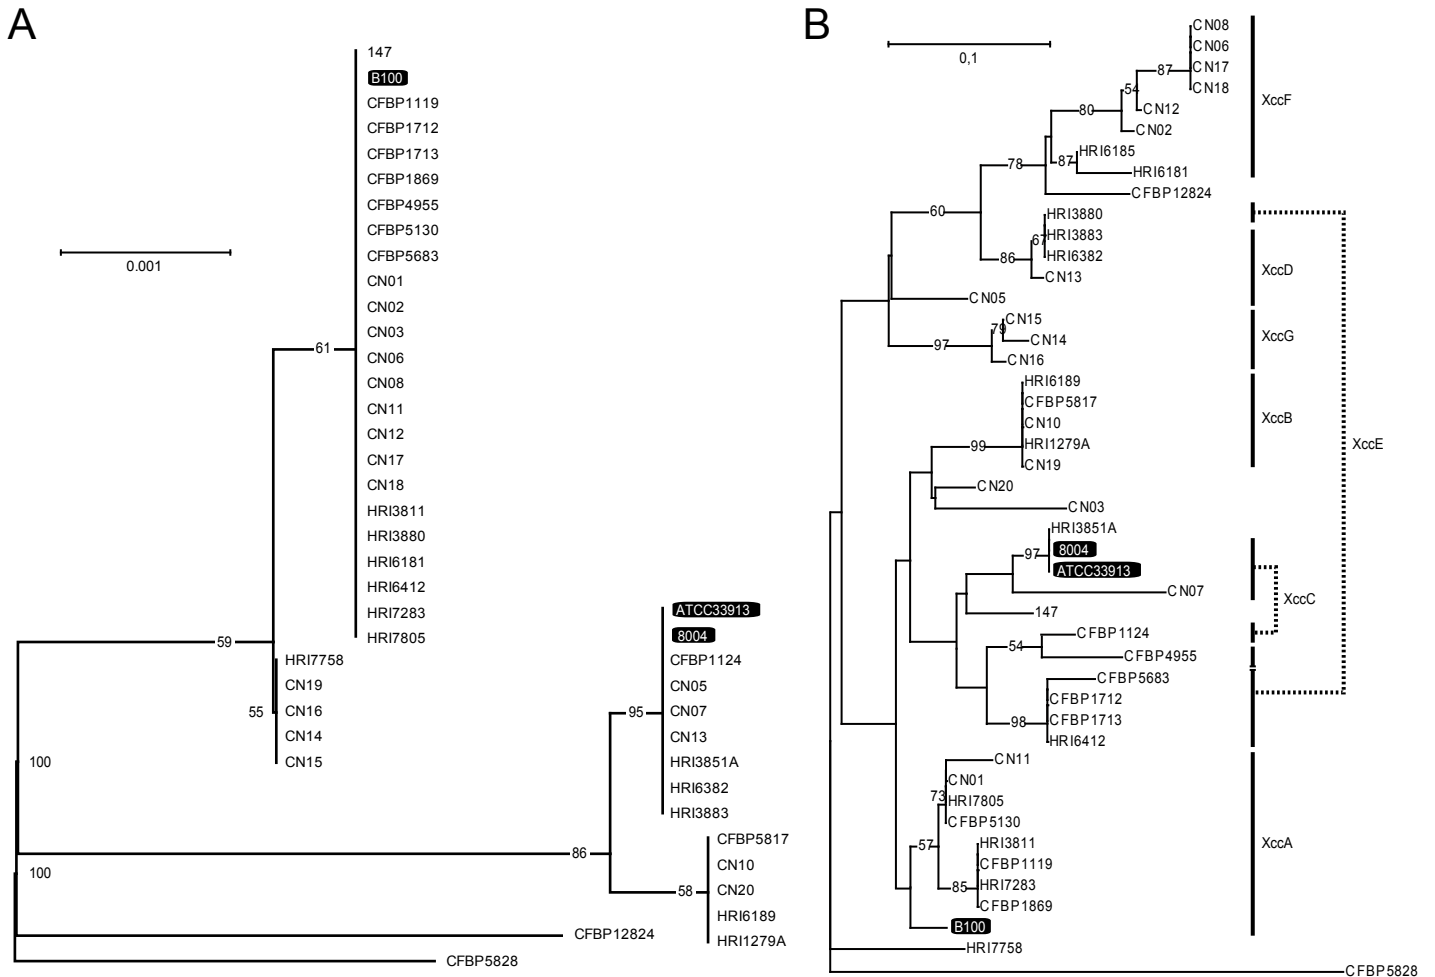 A
147
B100
CFBP1119
CFBP1712
CFBP1713
CFBP1869
CFBP4955
CFBP5130
CFBP5683
CN01
CN02
CN03
CN06
CN08
CN11
CN12
CN17
CN18
HRI3811
HRI3880
HRI6181
HRI6412
HRI7283
HRI7805
0.001
61
59
HRI7758
CN19
CN16
CN14
CN15
55
100
ATCC33913
8004
CFBP1124
CN05
CN07
CN13
HRI3851A
HRI6382
HRI3883
95
86
CFBP5817
CN10
CN20
HRI6189
HRI1279A
58
100
CFBP12824
CFBP5828
B
0,1
CN08
CN06
CN17
CN18
87
54
CN12
80
CN02
HRI6185
87
HRI6181
78
CFBP12824
60
HRI3880
HRI3883
67
HRI6382
86
CN13
CN05
CN15
79
CN14
97
CN16
HRI6189
CFBP5817
CN10
HRI1279A
99
CN19
CN20
CN03
HRI3851A
8004
97
ATCC33913
CN07
147
CFBP1124
54
CFBP4955
CFBP5683
CFBP1712
CFBP1713
98
HRI6412
CN11
CN01
73
HRI7805
CFBP5130
57
HRI3811
CFBP1119
85
HRI7283
CFBP1869
B100
HRI7758
CFBP5828
XccF
XccD
XccG
XccB
XccE
XccC
XccA